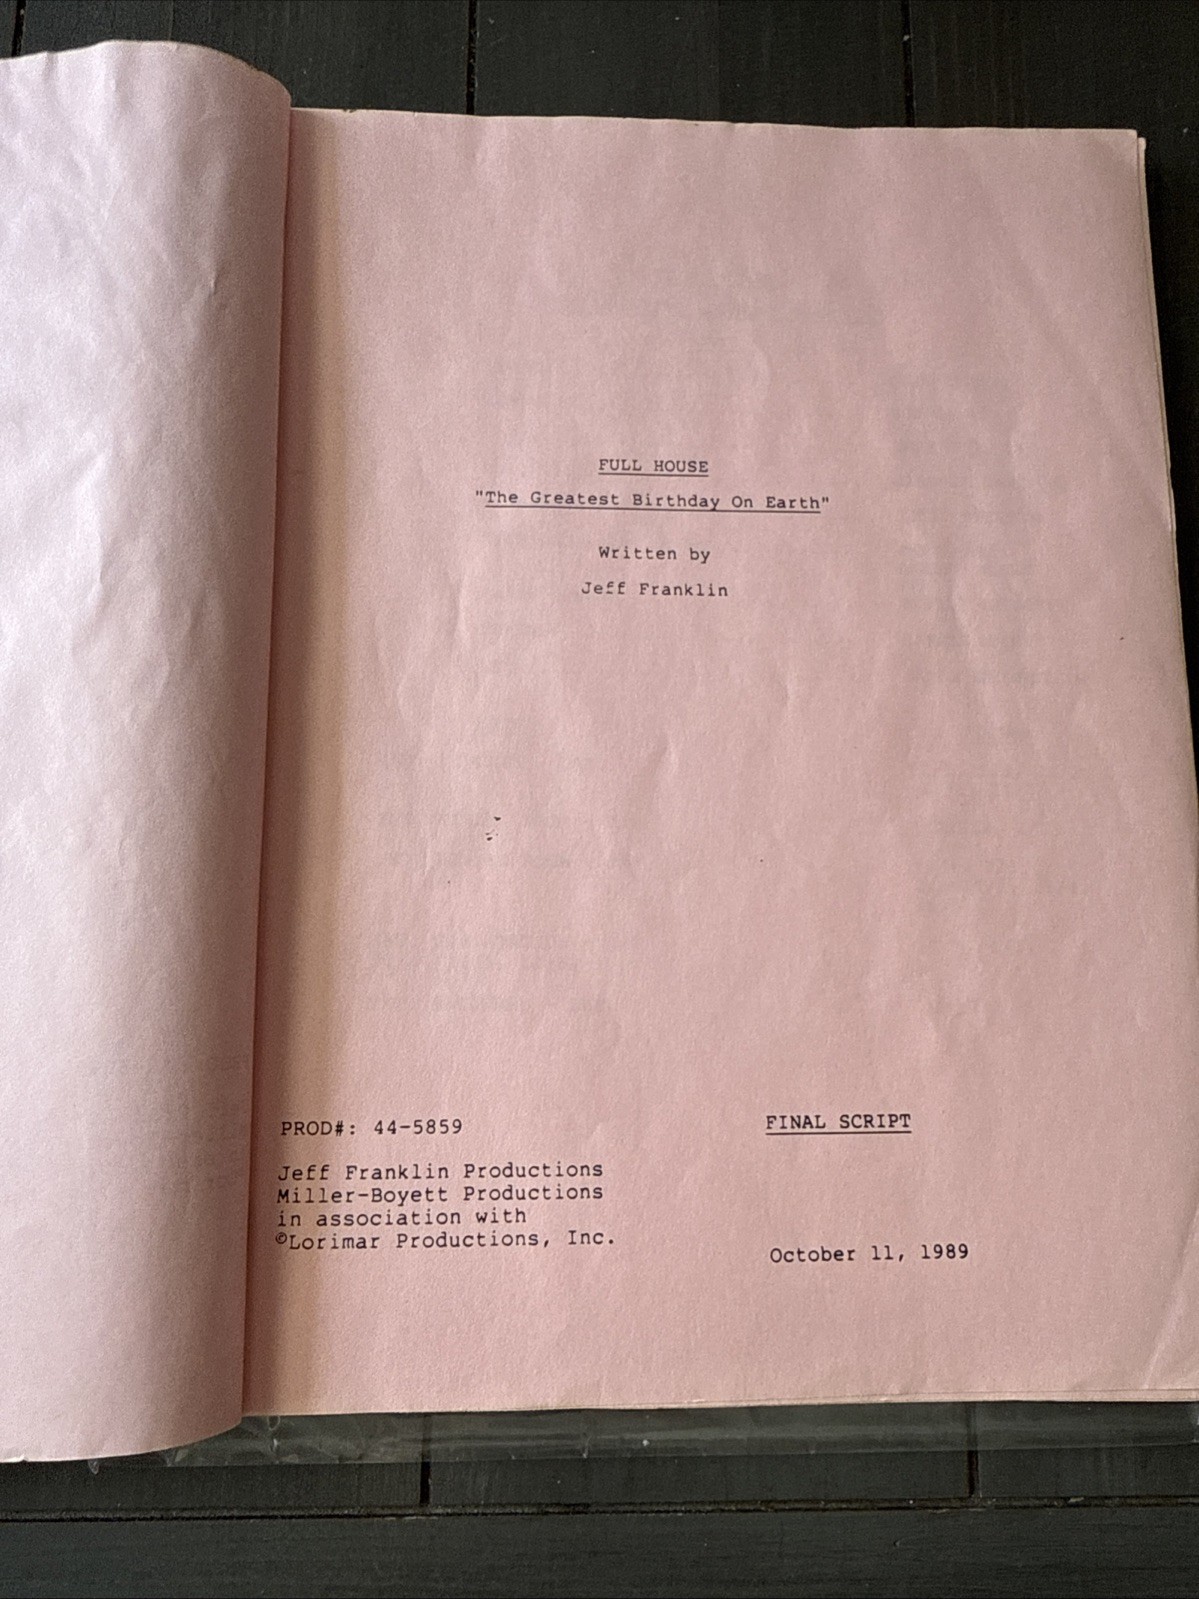 FULL HOUSE
"The Greatest Birthday On Earth"
Written by
Jeff Franklin
PROD#: 44-5859
FINAL SCRIPT
Jeff Franklin Productions
Miller-Boyett Productions
in association with
©Lorimar Productions, Inc.
October 11, 1989